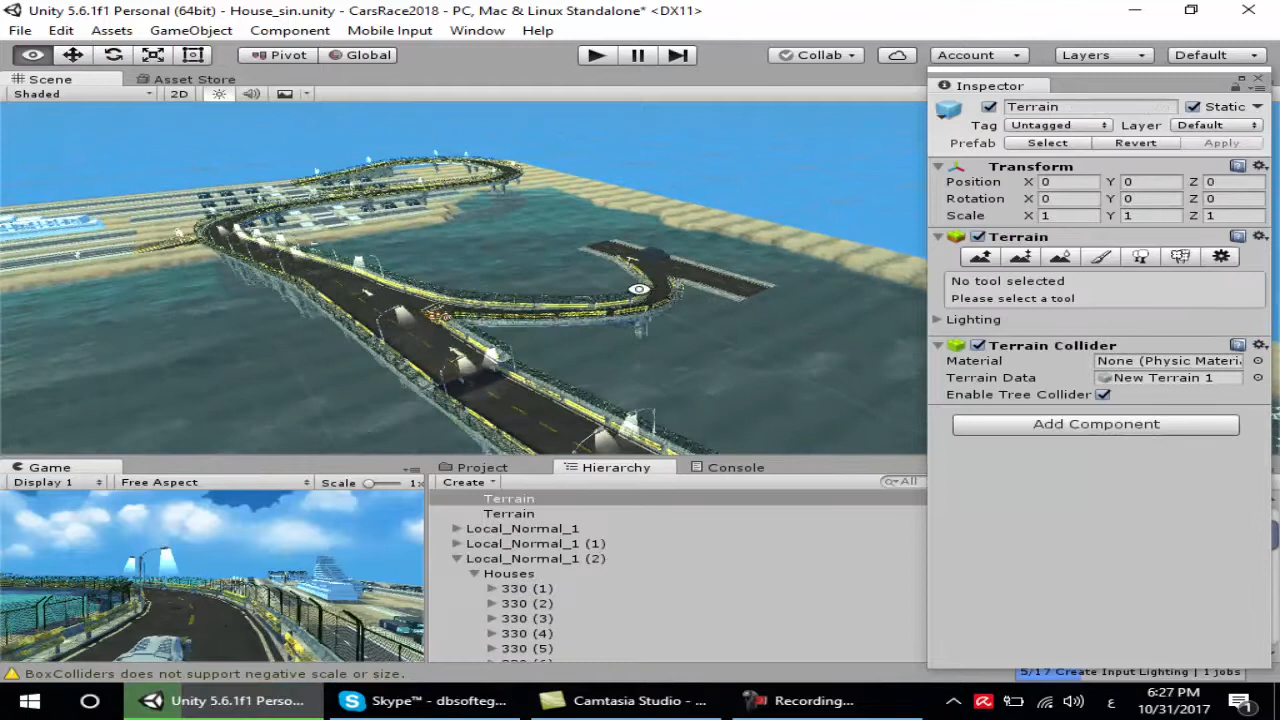 Unity 5.6.1f1 Personal (64bit) - House_sin.unity - CarsRace2018 - PC, Mac & Linux Standalone* <DX11>
File Edit Assets GameObject Component Mobile Input Window Help
Pivot Global Collab Account Layers Default
Scene Asset Store
Shaded 2D
Inspector
Terrain Static
Tag Untagged Layer Default
Prefab Select Revert Apply
Transform
Position X 0 Y 0 Z 0
Rotation X 0 Y 0 Z 0
Scale X 1 Y 1 Z 1
Terrain
No tool selected
Please select a tool
Lighting
Terrain Collider
Material None (Physic Materi
Terrain Data New Terrain 1
Enable Tree Collider
Add Component
Game
Display 1 Free Aspect Scale 1x
Project Hierarchy Console
Create All
Terrain
Terrain
Local_Normal_1
Local_Normal_1 (1)
Local_Normal_1 (2)
Houses
330 (1)
330 (2)
330 (3)
330 (4)
330 (5)
BoxColliders does not support negative scale or size.
5/17 Create Input Lighting | 1 jobs
Unity 5.6.1f1 Perso...
Skype™ - dbsofteg...
Camtasia Studio - ...
Recording...
ع
6:27 PM
10/31/2017
1